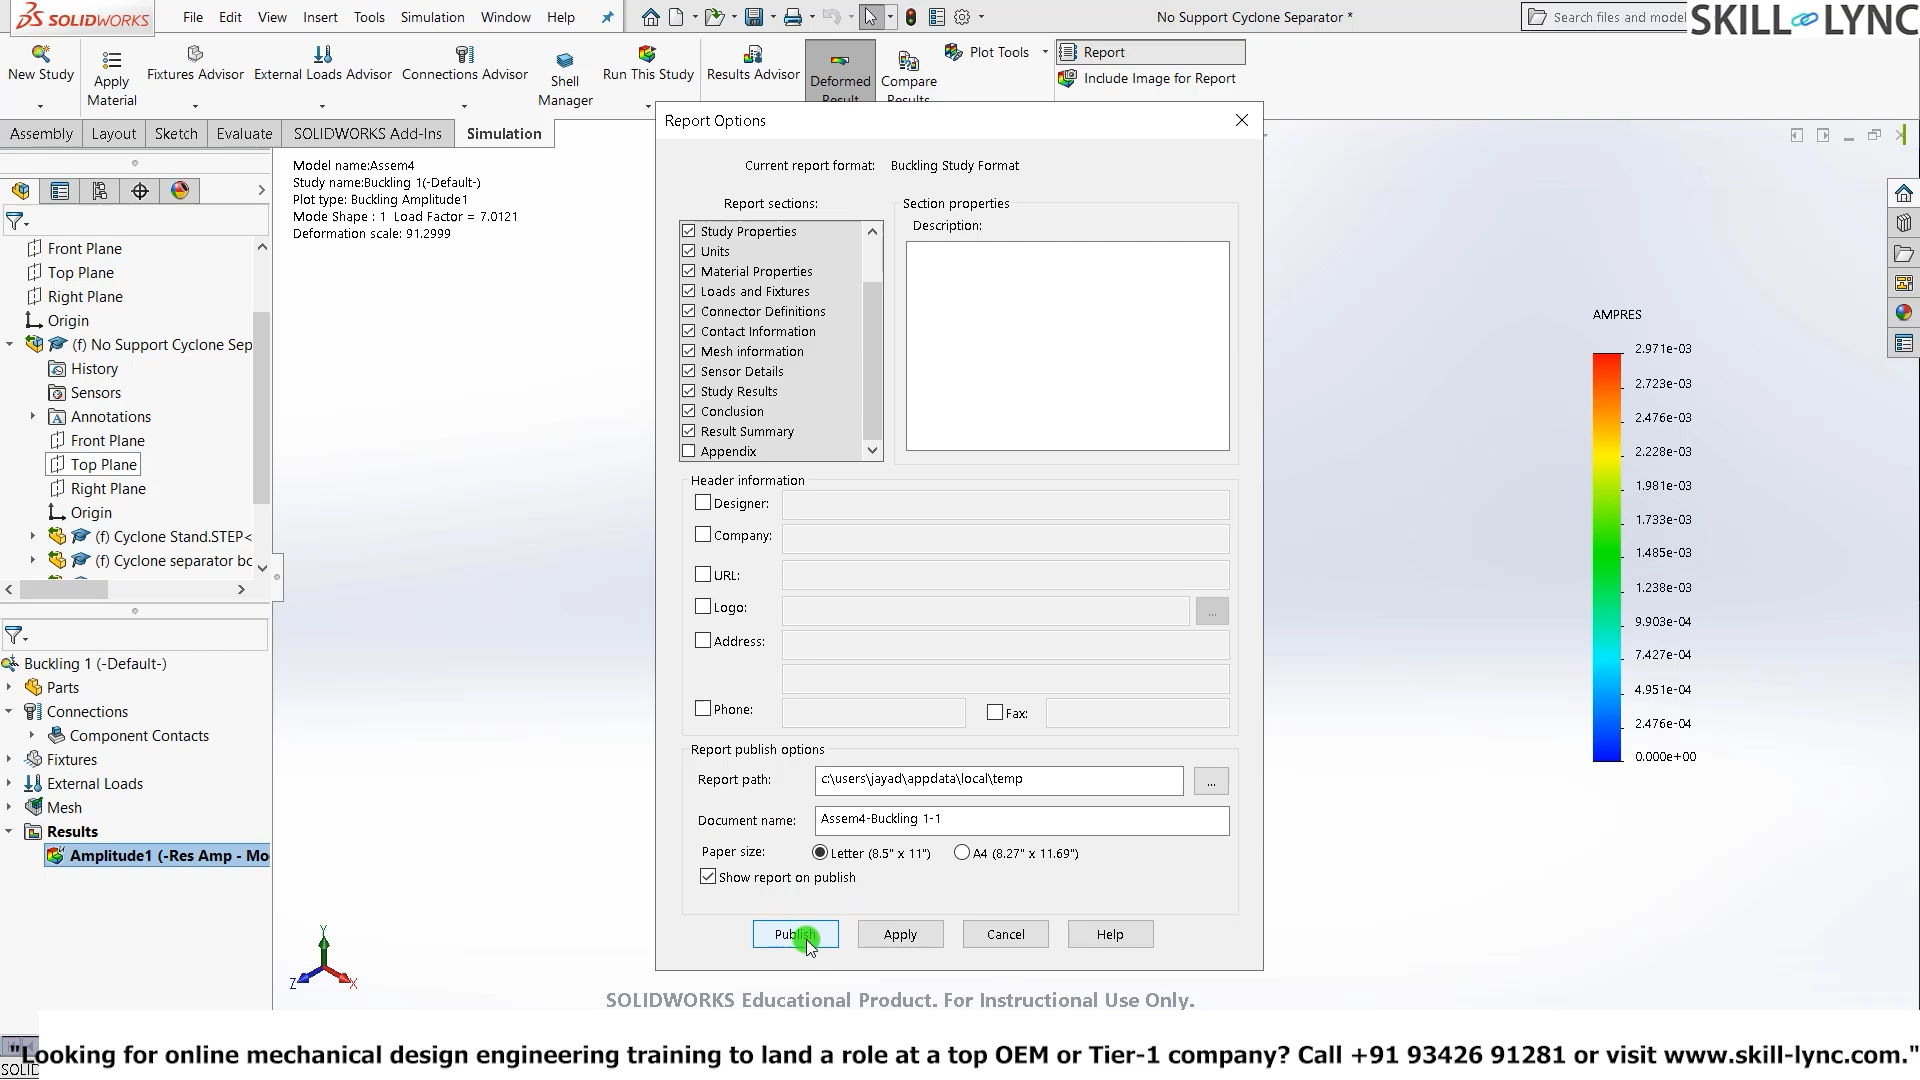 SOLIDWORKS
File Edit View Insert Tools Simulation Window Help
No Support Cyclone Separator *
Search files and model
SKILL LYNC
New Study
Apply Material
Fixtures Advisor
External Loads Advisor
Connections Advisor
Shell Manager
Run This Study
Results Advisor
Deformed Result
Compare Results
Plot Tools
Report
Include Image for Report
Assembly Layout Sketch Evaluate SOLIDWORKS Add-Ins Simulation
Front Plane
Top Plane
Right Plane
Origin
(f) No Support Cyclone Sep
History
Sensors
Annotations
Front Plane
Top Plane
Right Plane
Origin
(f) Cyclone Stand.STEP<
(f) Cyclone separator bc
Buckling 1 (-Default-)
Parts
Connections
Component Contacts
Fixtures
External Loads
Mesh
Results
Amplitude1 (-Res Amp - Mo
Model name:Assem4
Study name:Buckling 1(-Default-)
Plot type: Buckling Amplitude1
Mode Shape : 1 Load Factor = 7.0121
Deformation scale: 91.2999
Y
Z
X
Report Options
Current report format: Buckling Study Format
Report sections:
Study Properties
Units
Material Properties
Loads and Fixtures
Connector Definitions
Contact Information
Mesh information
Sensor Details
Study Results
Conclusion
Result Summary
Appendix
Section properties
Description:
Header information
Designer:
Company:
URL:
Logo:
...
Address:
Phone:
Fax:
Report publish options
Report path: c:\users\jayad\appdata\local\temp
...
Document name: Assem4-Buckling 1-1
Paper size: Letter (8.5" x 11") A4 (8.27" x 11.69")
Show report on publish
Publish Apply Cancel Help
AMPRES
2.971e-03
2.723e-03
2.476e-03
2.228e-03
1.981e-03
1.733e-03
1.485e-03
1.238e-03
9.903e-04
7.427e-04
4.951e-04
2.476e-04
0.000e+00
SOLIDWORKS Educational Product. For Instructional Use Only.
"Looking for online mechanical design engineering training to land a role at a top OEM or Tier-1 company? Call +91 93426 91281 or visit www.skill-lync.com."
SOLID